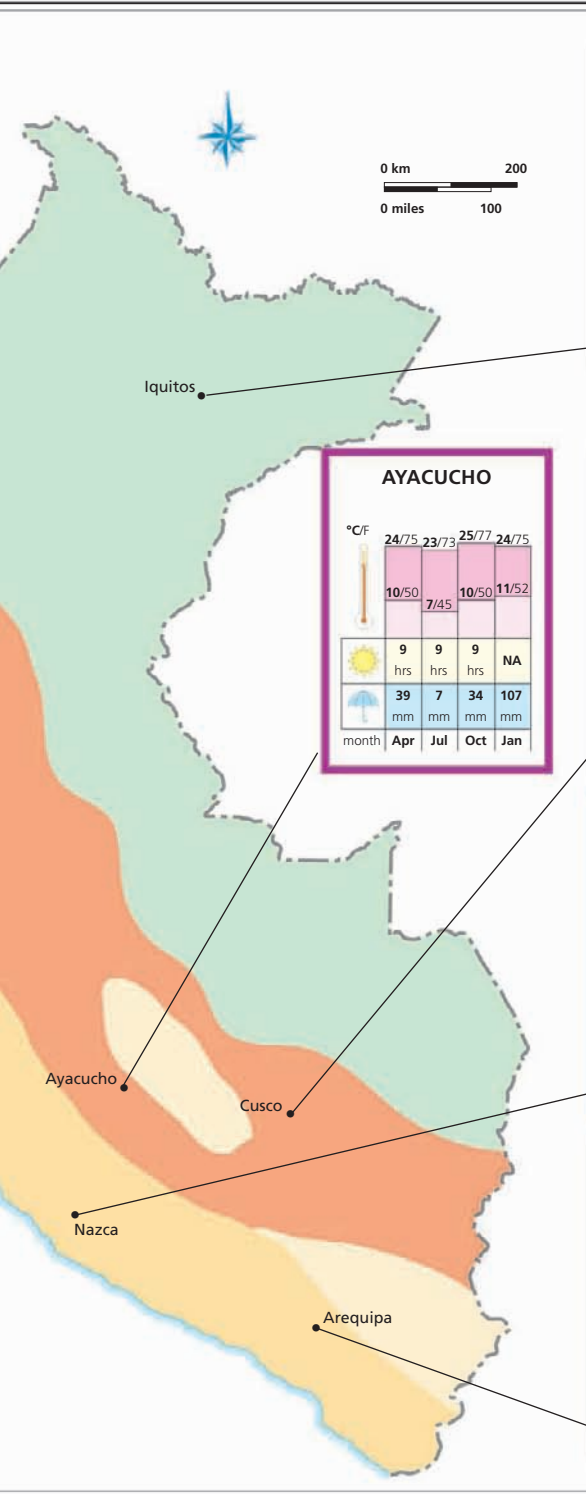 0 km 200
0 miles 100
Iquitos
AYACUCHO
°C/F
24/75 23/73 25/77 24/75
10/50 7/45 10/50 11/52
9 9 9 NA
hrs hrs hrs
39 7 34 107
mm mm mm mm
month Apr Jul Oct Jan
Ayacucho
Cusco
Nazca
Arequipa